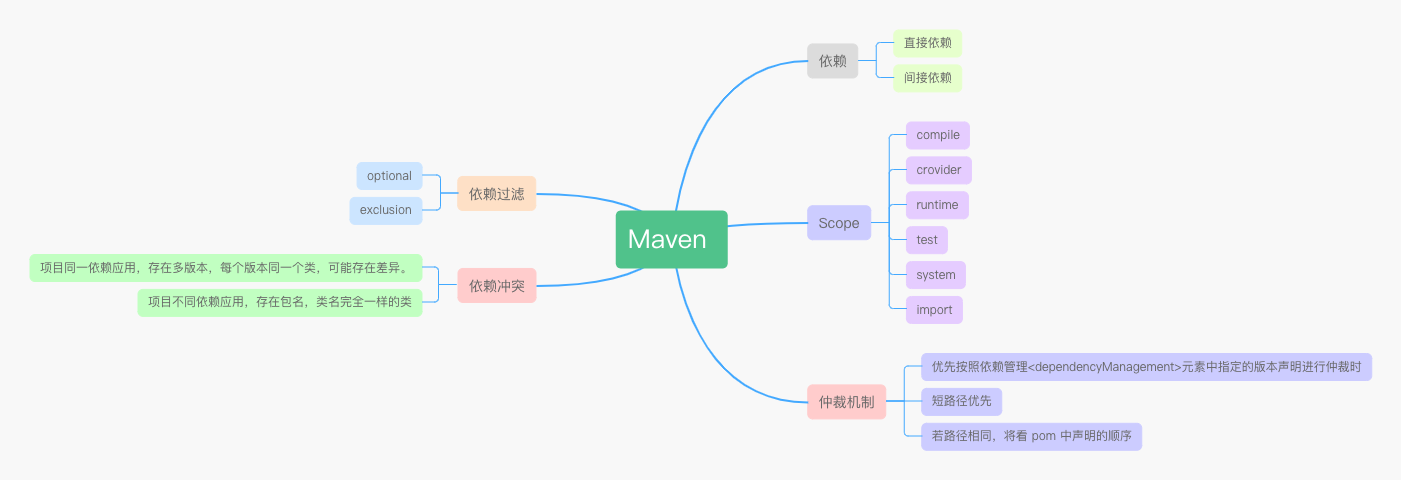 Maven
依赖
直接依赖
间接依赖
Scope
compile
crovider
runtime
test
system
import
仲裁机制
优先按照依赖管理<dependencyManagement>元素中指定的版本声明进行仲裁时
短路径优先
若路径相同，将看 pom 中声明的顺序
依赖过滤
optional
exclusion
依赖冲突
项目同一依赖应用，存在多版本，每个版本同一个类，可能存在差异。
项目不同依赖应用，存在包名，类名完全一样的类